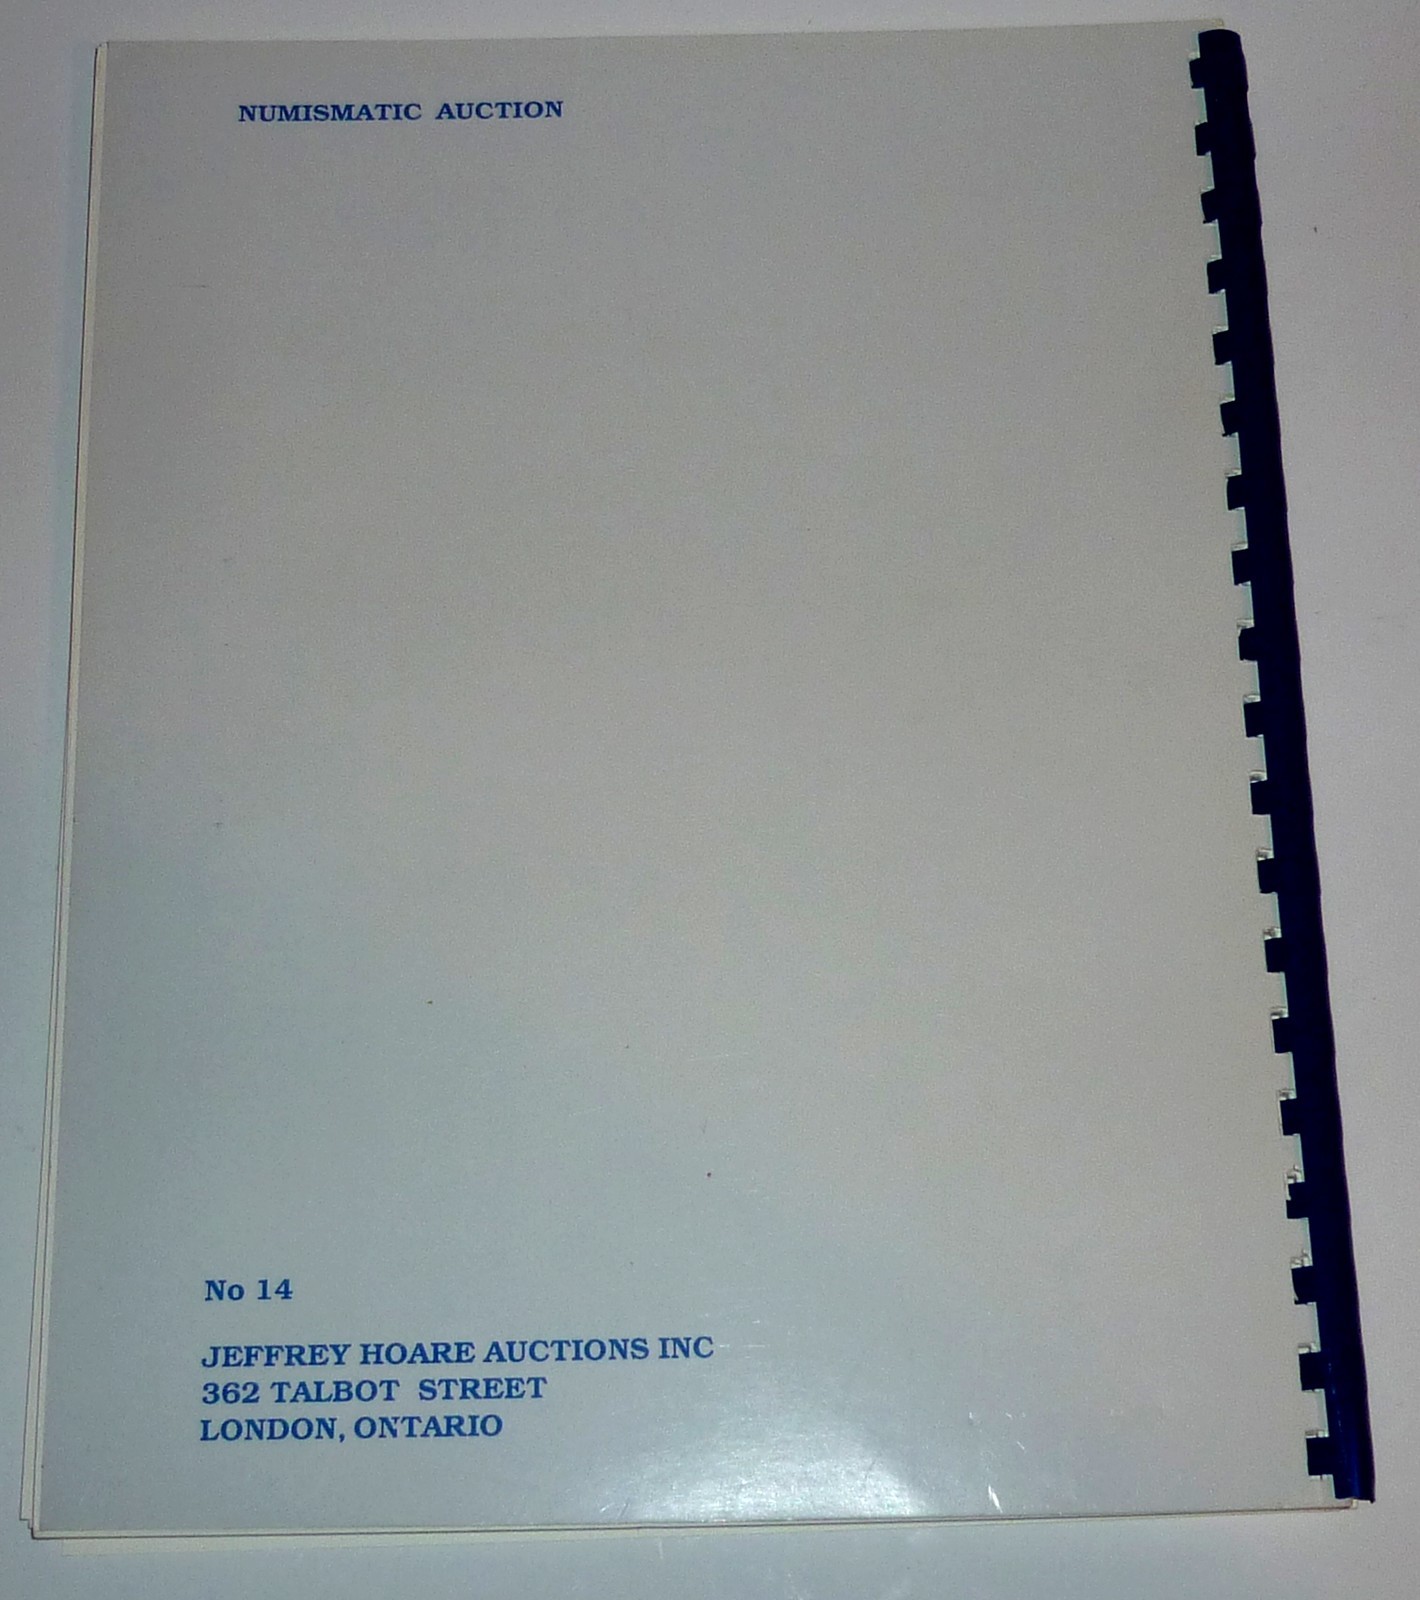 NUMISMATIC AUCTION
No 14
JEFFREY HOARE AUCTIONS INC
362 TALBOT STREET
LONDON, ONTARIO